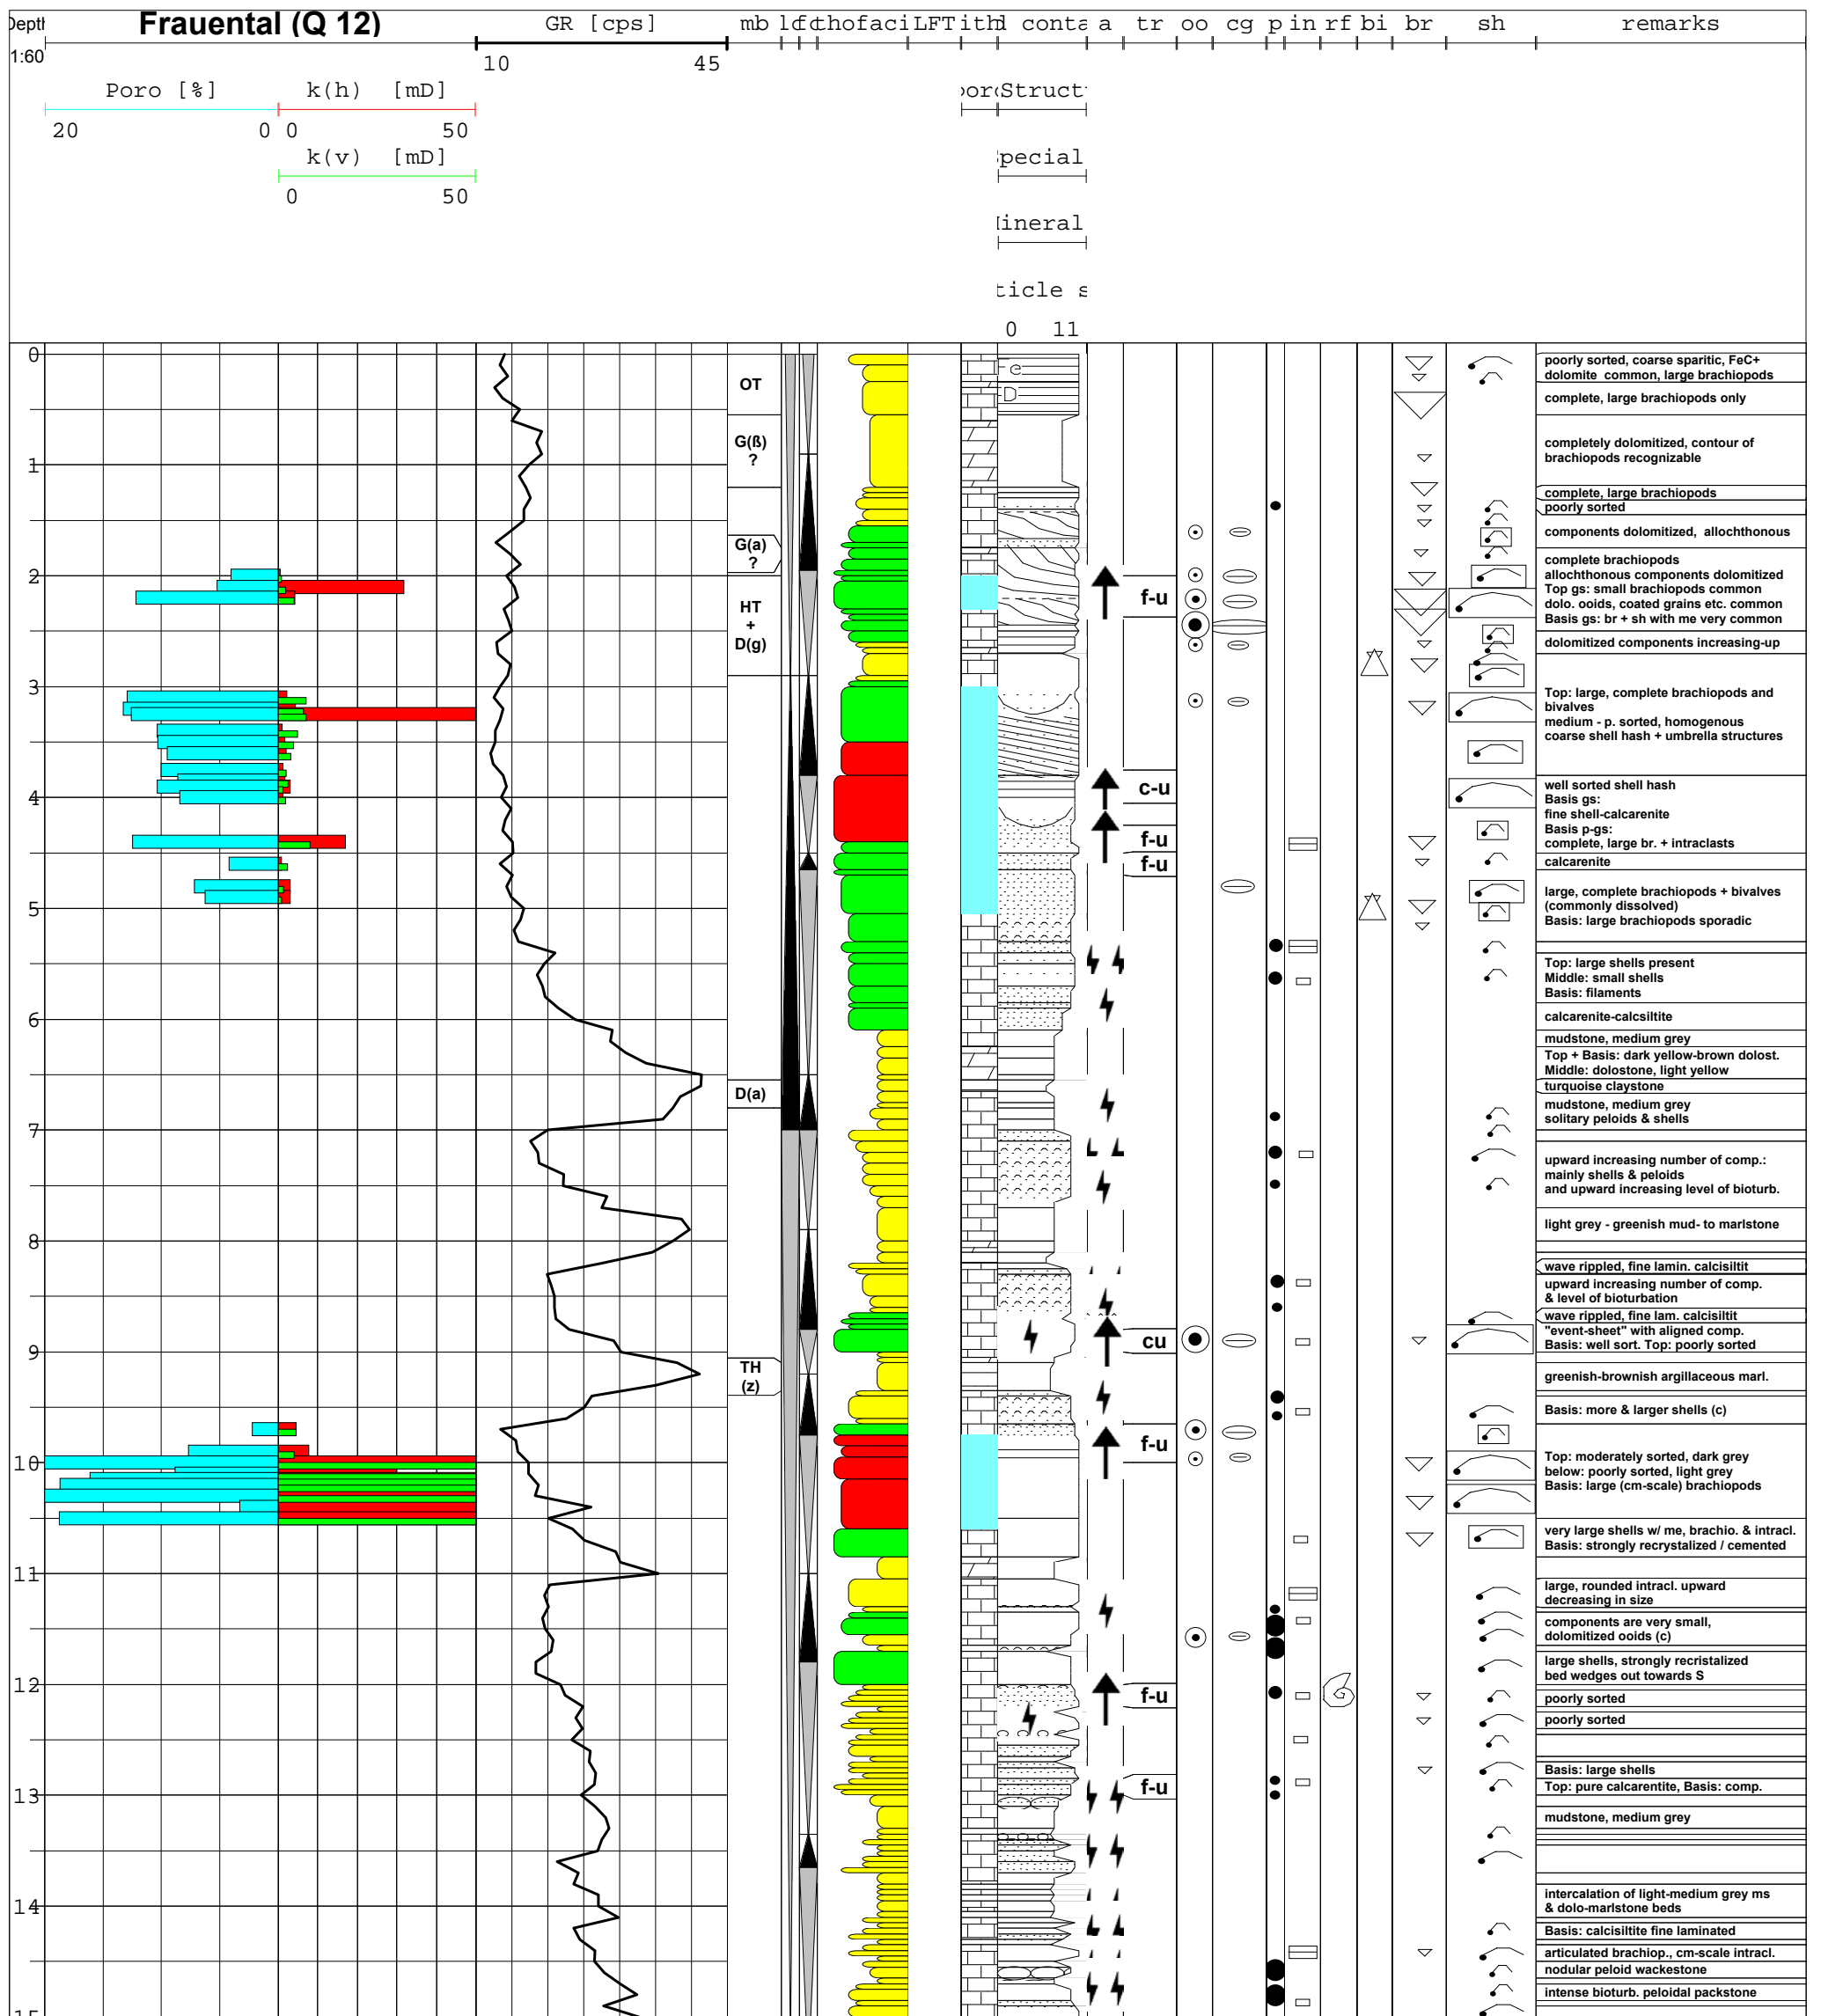 Frauental (Q 12)
GR [cps]
mb
LFT
conta
a
tr
oo
cg
p
in
rf
bi
br
sh
remarks
1:60
10 45
Poro [%]
k(h) [mD]
Struct
20 0
0 50
k(v) [mD]
0 50
0 11
0
1
2
3
4
5
6
7
8
9
10
11
12
13
14
15
OT
G(ß)
?
G(a)
?
HT
+
D(g)
D(a)
TH
(z)
e
D
f-u
c-u
f-u
f-u
cu
f-u
f-u
f-u
poorly sorted, coarse sparitic, FeC+
dolomite common, large brachiopods
complete, large brachiopods only
completely dolomitized, contour of
brachiopods recognizable
complete, large brachiopods
poorly sorted
components dolomitized, allochthonous
complete brachiopods
allochthonous components dolomitized
Top gs: small brachiopods common
dolo. ooids, coated grains etc. common
Basis gs: br + sh with me very common
dolomitized components increasing-up
Top: large, complete brachiopods and
bivalves
medium - p. sorted, homogenous
coarse shell hash + umbrella structures
well sorted shell hash
Basis gs:
fine shell-calcarenite
Basis p-gs:
complete, large br. + intraclasts
calcarenite
large, complete brachiopods + bivalves
(commonly dissolved)
Basis: large brachiopods sporadic
Top: large shells present
Middle: small shells
Basis: filaments
calcarenite-calcsiltite
mudstone, medium grey
Top + Basis: dark yellow-brown dolost.
Middle: dolostone, light yellow
turquoise claystone
mudstone, medium grey
solitary peloids & shells
upward increasing number of comp.:
mainly shells & peloids
and upward increasing level of bioturb.
light grey - greenish mud- to marlstone
wave rippled, fine lamin. calcisiltit
upward increasing number of comp.
& level of bioturbation
wave rippled, fine lam. calcisiltit
"event-sheet" with aligned comp.
Basis: well sort. Top: poorly sorted
greenish-brownish argillaceous marl.
Basis: more & larger shells (c)
Top: moderately sorted, dark grey
below: poorly sorted, light grey
Basis: large (cm-scale) brachiopods
very large shells w/ me, brachio. & intracl.
Basis: strongly recrystalized / cemented
large, rounded intracl. upward
decreasing in size
components are very small,
dolomitized ooids (c)
large shells, strongly recristalized
bed wedges out towards S
poorly sorted
poorly sorted
Basis: large shells
Top: pure calcarentite, Basis: comp.
mudstone, medium grey
intercalation of light-medium grey ms
& dolo-marlstone beds
Basis: calcisiltite fine laminated
articulated brachiop., cm-scale intracl.
nodular peloid wackestone
intense bioturb. peloidal packstone